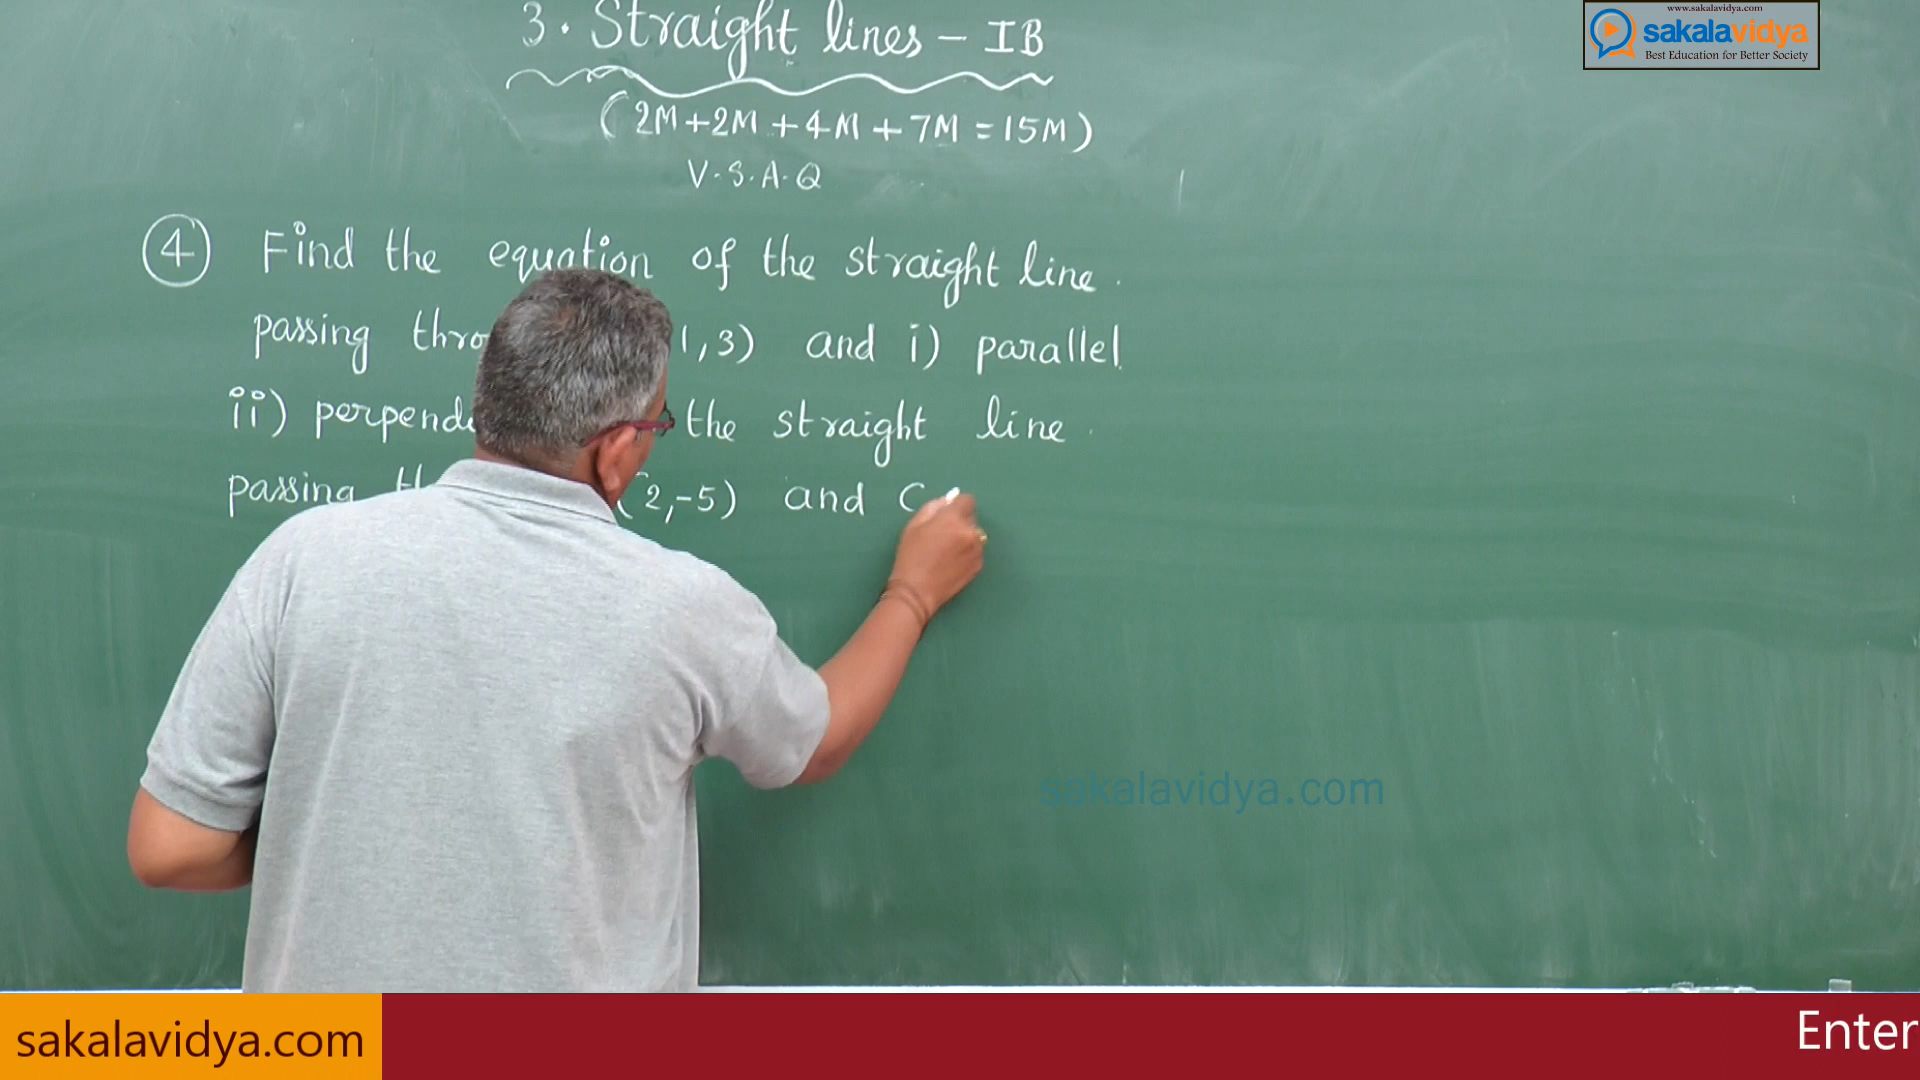 3. Straight lines - IB
(2M+2M+4M+7M=15M)
V.S.A.Q
www.sakalavidya.com
sakalavidya
Best Education for Better Society
4 Find the equation of the straight line.
passing 1,3) and i) parallel
ii) the straight line.
passing (2,-5) and (
sakalavidya.com
sakalavidya.com
Enter